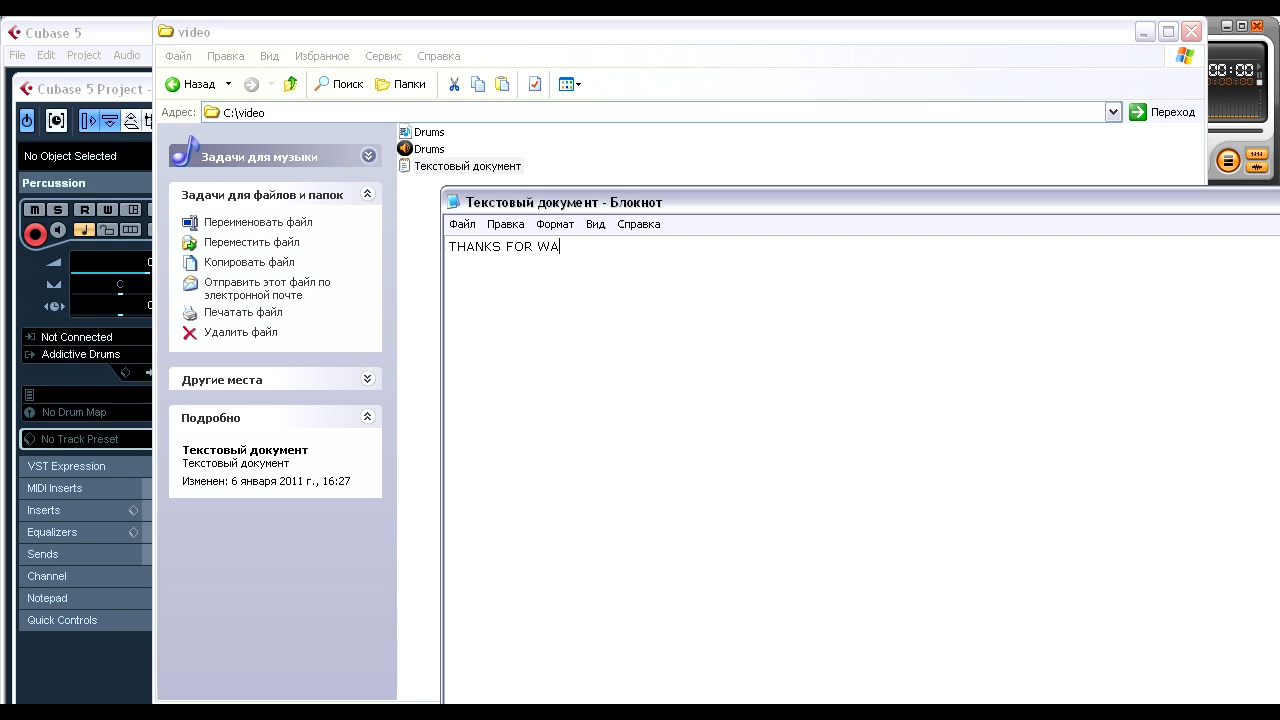 Cubase 5
File Edit Project Audio
Cubase 5 Project -
No Object Selected
Percussion
M S R W
C
Not Connected
Addictive Drums
No Drum Map
No Track Preset
VST Expression
MIDI Inserts
Inserts
Equalizers
Sends
Channel
Notepad
Quick Controls
video
Файл Правка Вид Избранное Сервис Справка
Назад Поиск Папки
Адрес: C:\video Переход
Задачи для музыки
Задачи для файлов и папок
Переименовать файл
Переместить файл
Копировать файл
Отправить этот файл по
электронной почте
Печатать файл
Удалить файл
Другие места
Подробно
Текстовый документ
Текстовый документ
Изменен: 6 января 2011 г., 16:27
Drums
Drums
Текстовый документ
Текстовый документ - Блокнот
Файл Правка Формат Вид Справка
THANKS FOR WA
00:00